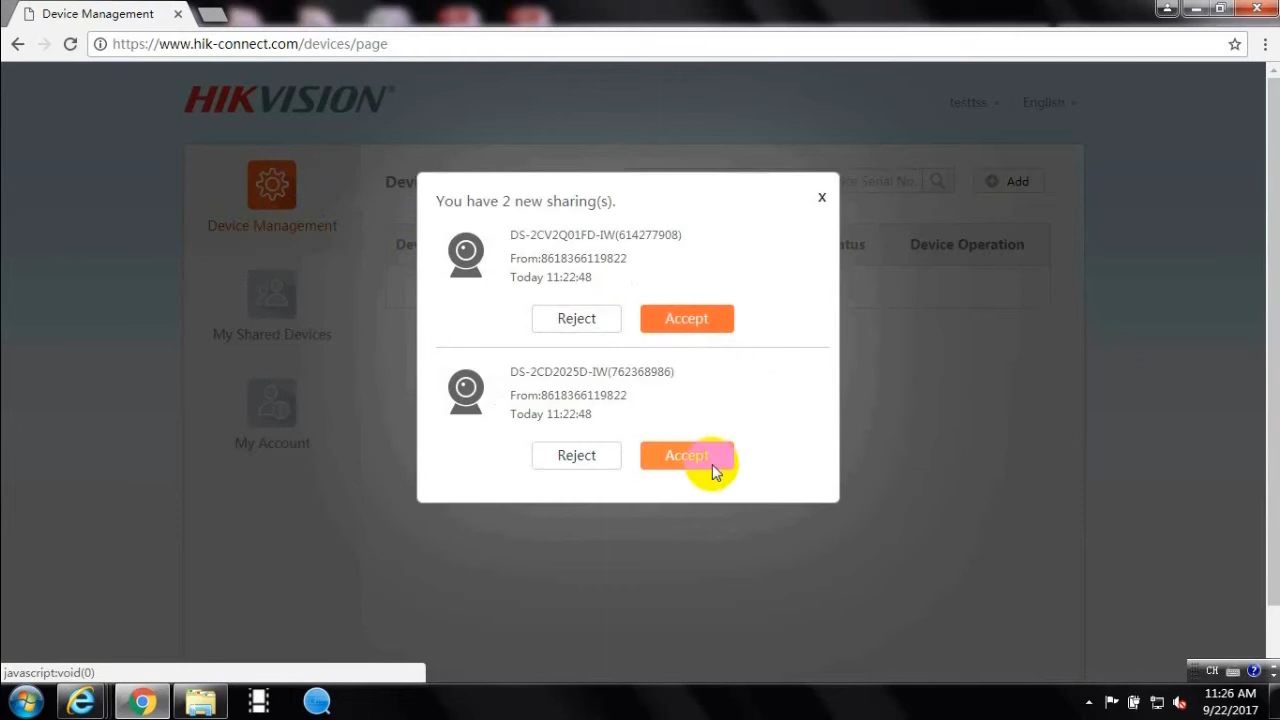 Device Management
https://www.hik-connect.com/devices/page
HIKVISION®
testtss
English
Device Management
My Shared Devices
My Account
Serial No.
Add
Device Operation
You have 2 new sharing(s).
x
DS-2CV2Q01FD-IW(614277908)
From:8618366119822
Today 11:22:48
Reject
Accept
DS-2CD2025D-IW(762368986)
From:8618366119822
Today 11:22:48
Reject
Accept
javascript:void(0)
CH
11:26 AM
9/22/2017